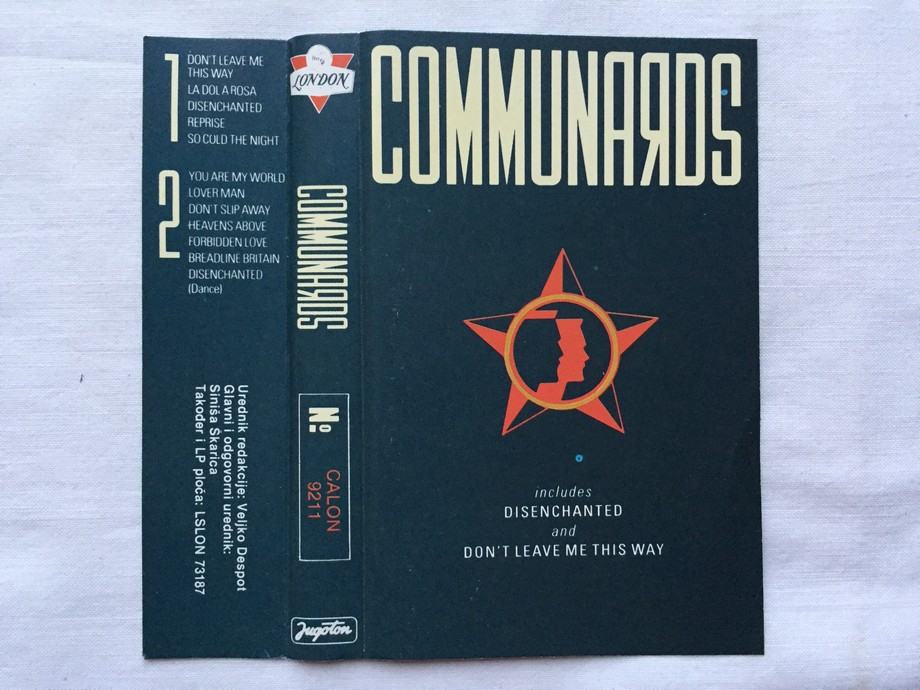 1
DON'T LEAVE ME
THIS WAY
LA DOLAROSA
DISENCHANTED
REPRISE
SO COLD THE NIGHT
2
YOU ARE MY WORLD
LOVER MAN
DON'T SLIP AWAY
HEAVENS ABOVE
FORBIDDEN LOVE
BREADLINE BRITAIN
DISENCHANTED
(Dance)
Urednik redakcije: Veljko Despot
Glavni i odgovorni urednik:
Siniša Škarica
Također i LP ploča: LSLON 73187
LONDON
COMMUNARDS
No.
CALON
9211
Jugoton
COMMUNARDS
includes
DISENCHANTED
and
DON'T LEAVE ME THIS WAY